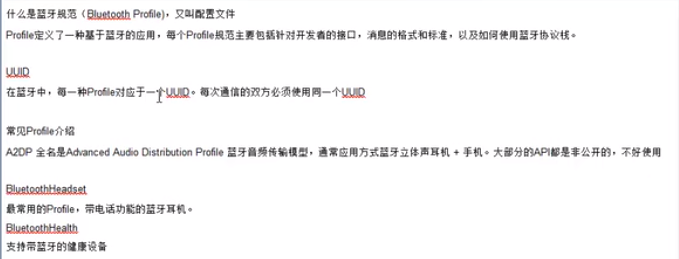 什么是蓝牙规范（Bluetooth Profile)，又叫配置文件
Profile定义了一种基于蓝牙的应用，每个Profile规范主要包括针对开发者的接口，消息的格式和标准，以及如何使用蓝牙协议栈。
UUID
在蓝牙中，每一种Profile对应于一个UUID。每次通信的双方必须使用同一个UUID
常见Profile介绍
A2DP 全名是Advanced Audio Distribution Profile 蓝牙音频传输模型，通常应用方式蓝牙立体声耳机 + 手机。大部分的API都是非公开的，不好使用
BluetoothHeadset
最常用的Profile，带电话功能的蓝牙耳机。
BluetoothHealth
支持带蓝牙的健康设备